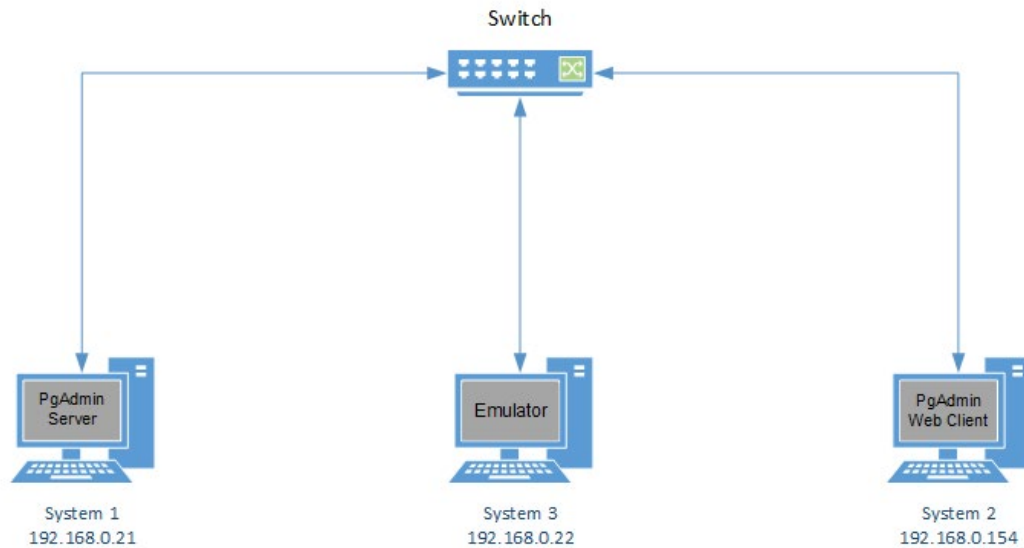 Switch
PgAdmin
Server
Emulator
PgAdmin
Web Client
System 1
192.168.0.21
System 3
192.168.0.22
System 2
192.168.0.154